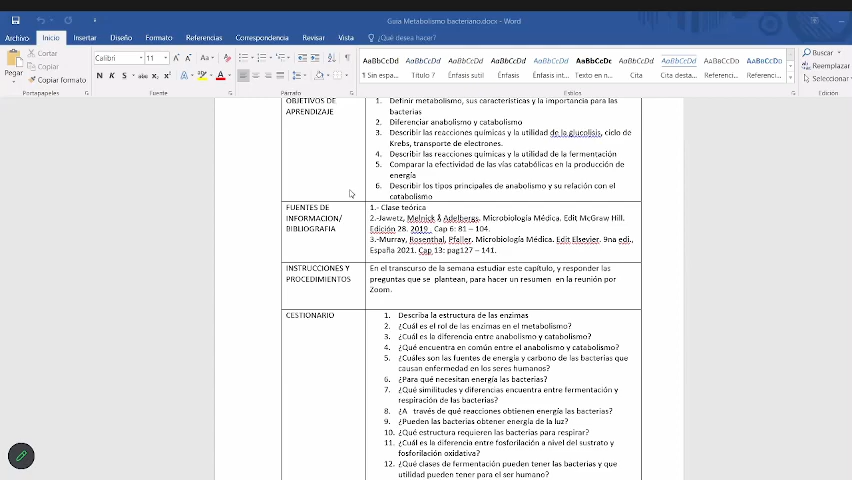 Guia Metabolismo bacteriano.docx - Word
Archivo Inicio Insertar Diseño Formato Referencias Correspondencia Revisar Vista ¿Qué desea hacer?
Pegar
Cortar
Copiar
Copiar formato
Portapapeles
Calibri 11
Fuente
Párrafo
AaBbCcDd AaBbCcDd AaBbCcDd AaBbCcDd AaBbCcDd AaBbCcDd AaBbCcDc AaBbCcDd AaBbCcDd AaBbCcDd AaBbCcDd
1 Sin espa... Título 7 Énfasis sutil Énfasis Énfasis int... Texto en n... Cita Cita desta... Referenci... Referenci...
Estilos
Buscar
Reemplazar
Seleccionar
Edición
OBJETIVOS DE
APRENDIZAJE
1. Definir metabolismo, sus características y la importancia para las
bacterias
2. Diferenciar anabolismo y catabolismo
3. Describir las reacciones químicas y la utilidad de la glucolisis, ciclo de
Krebs, transporte de electrones.
4. Describir las reacciones químicas y la utilidad de la fermentación
5. Comparar la efectividad de las vías catabólicas en la producción de
energía
6. Describir los tipos principales de anabolismo y su relación con el
catabolismo
FUENTES DE
INFORMACION/
BIBLIOGRAFIA
1.- Clase teórica
2.-Jawetz, Melnick & Adelbergs. Microbiología Médica. Edit McGraw Hill.
Edición 28. 2019 . Cap 6: 81 – 104.
3.-Murray, Rosenthal, Pfaller. Microbiología Médica. Edit Elsevier. 9na edi.,
España 2021. Cap 13: pag127 – 141.
INSTRUCCIONES Y
PROCEDIMIENTOS
En el transcurso de la semana estudiar este capítulo, y responder las
preguntas que se plantean, para hacer un resumen en la reunión por
Zoom.
CESTIONARIO
1. Describa la estructura de las enzimas
2. ¿Cuál es el rol de las enzimas en el metabolismo?
3. ¿Cuál es la diferencia entre anabolismo y catabolismo?
4. ¿Qué encuentra en común entre el anabolismo y catabolismo?
5. ¿Cuáles son las fuentes de energía y carbono de las bacterias que
causan enfermedad en los seres humanos?
6. ¿Para qué necesitan energía las bacterias?
7. ¿Qué similitudes y diferencias encuentra entre fermentación y
respiración de las bacterias?
8. ¿A través de qué reacciones obtienen energía las bacterias?
9. ¿Pueden las bacterias obtener energía de la luz?
10. ¿Qué estructura requieren las bacterias para respirar?
11. ¿Cuál es la diferencia entre fosforilación a nivel del sustrato y
fosforilación oxidativa?
12. ¿Qué clases de fermentación pueden tener las bacterias y que
utilidad pueden tener para el ser humano?